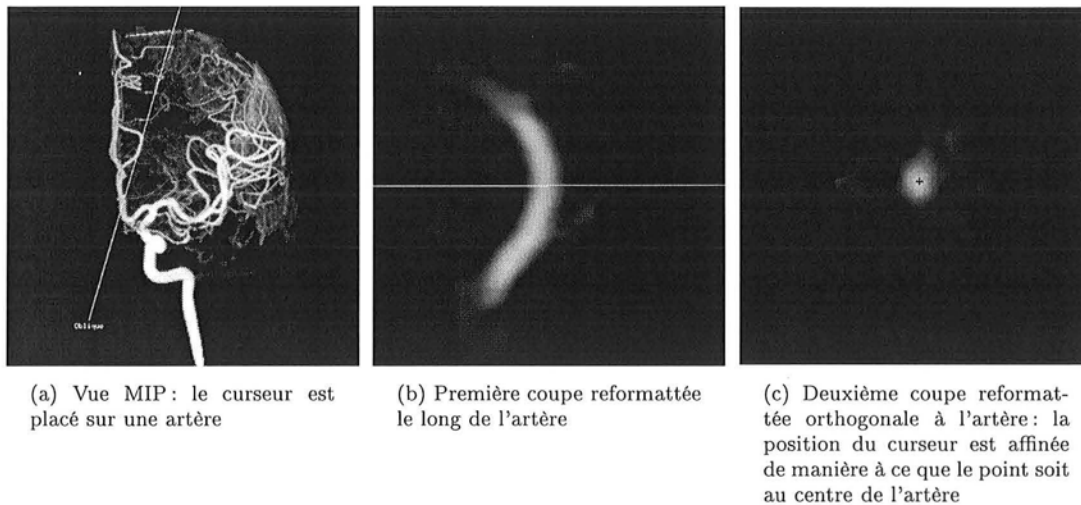 Oblique
(a) Vue MIP : le curseur est
placé sur une artère
(b) Première coupe reformattée
le long de l'artère
(c) Deuxième coupe reformat-
tée orthogonale à l'artère : la
position du curseur est affinée
de manière à ce que le point soit
au centre de l'artère